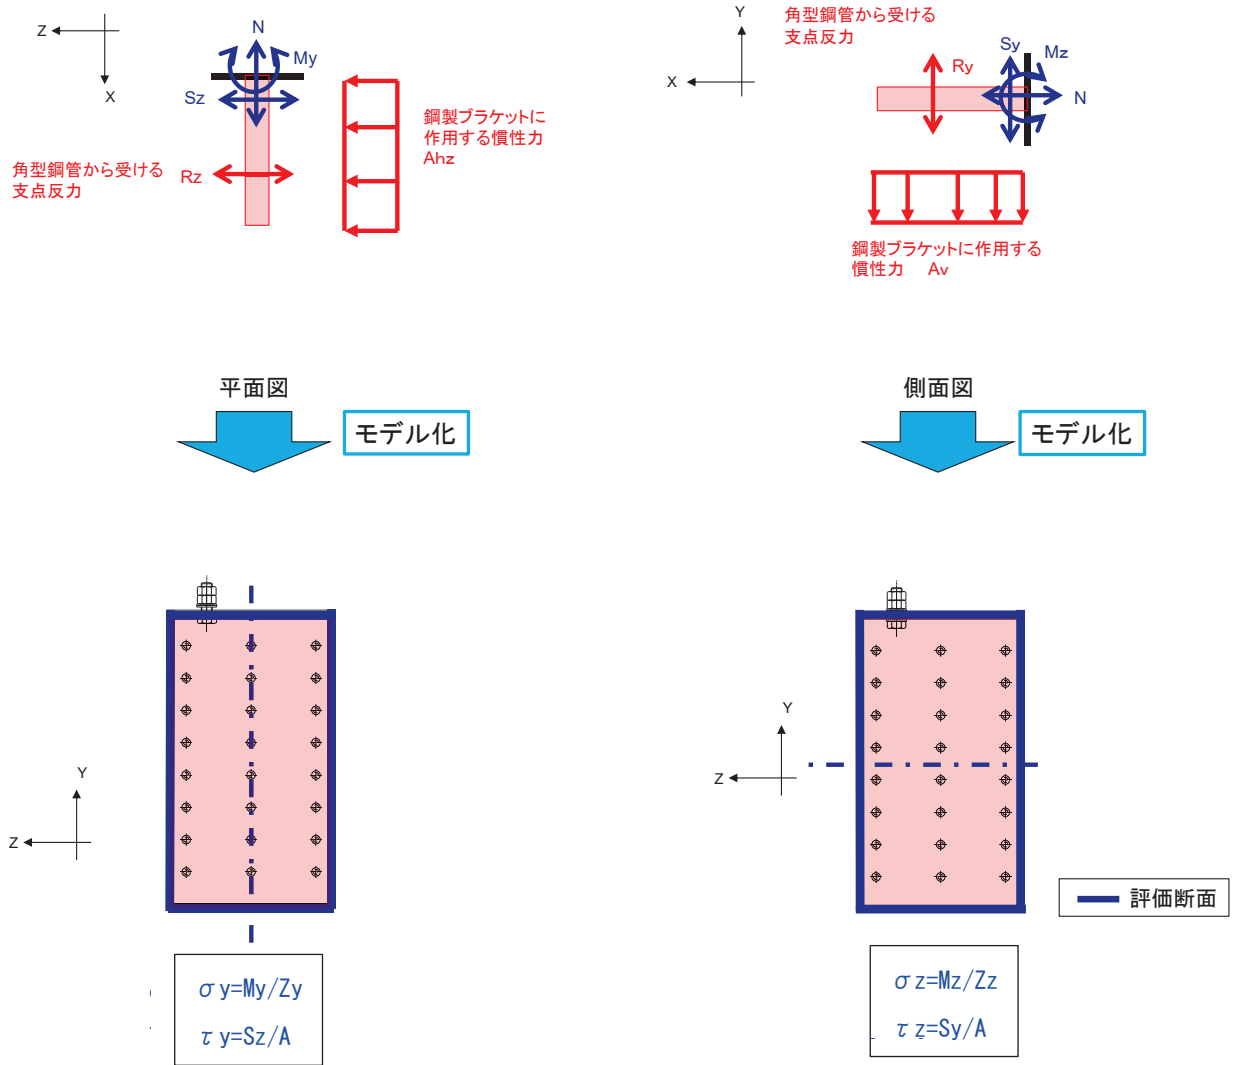 Z
X
N
My
Sz
角型鋼管から受ける
支点反力
Rz
鋼製ブラケットに
作用する慣性力
Ahz
Y
X
角型鋼管から受ける
支点反力
Ry
Sy
Mz
N
鋼製ブラケットに作用する
慣性力 Av
平面図
モデル化
側面図
モデル化
Y
Z
Y
Z
評価断面
σy=My/Zy
τy=Sz/A
σz=Mz/Zz
τz=Sy/A